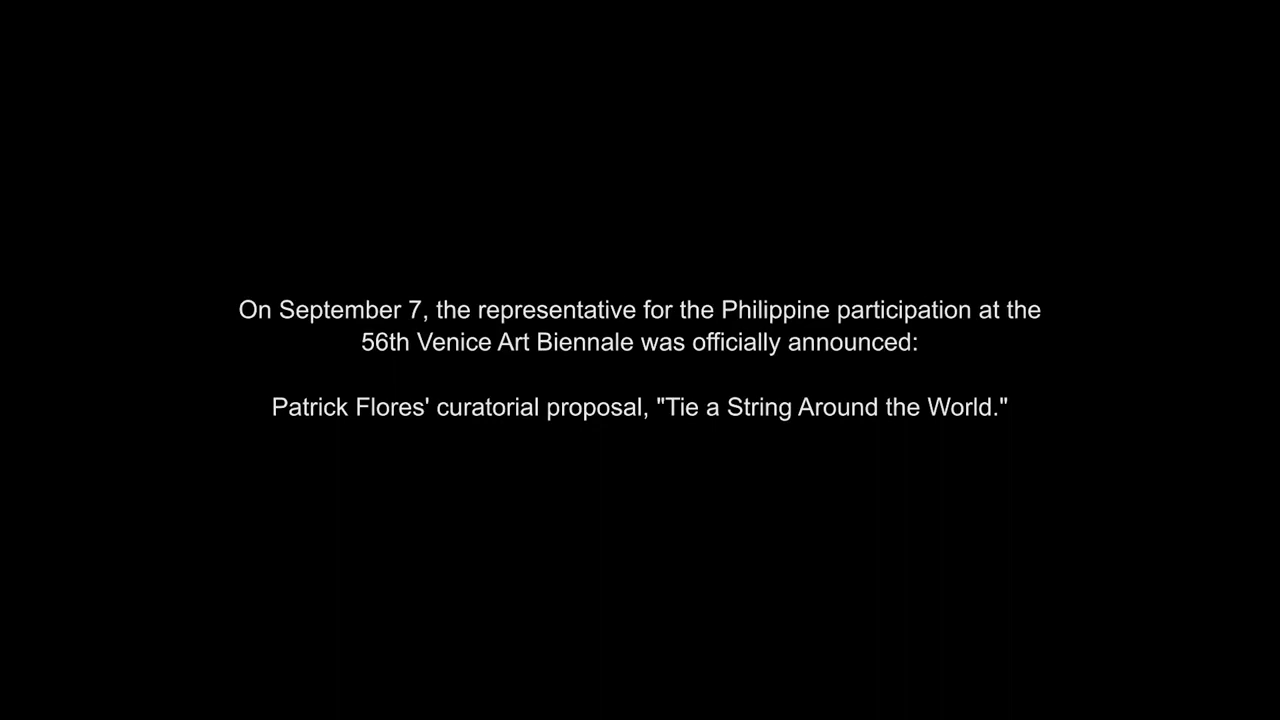 On September 7, the representative for the Philippine participation at the
56th Venice Art Biennale was officially announced:
Patrick Flores' curatorial proposal, "Tie a String Around the World."